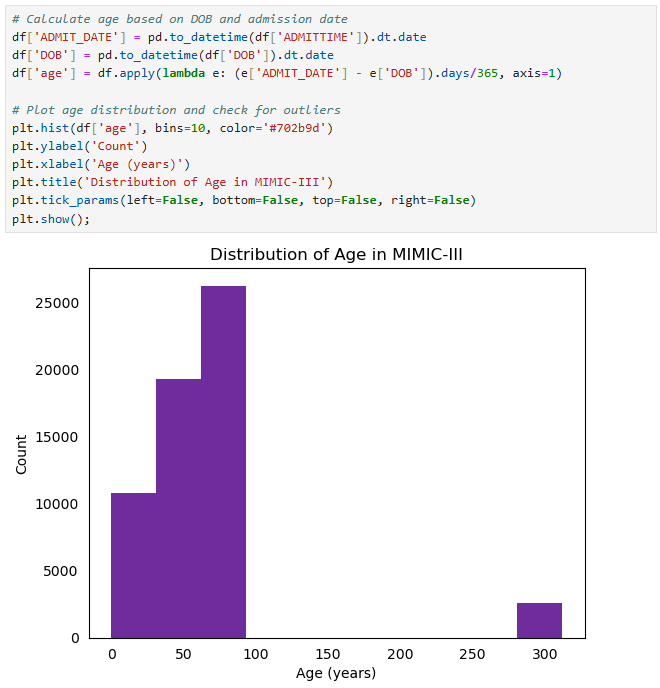 # Calculate age based on DOB and admission date
df['ADMIT_DATE'] = pd.to_datetime(df['ADMITTIME']).dt.date
df['DOB'] = pd.to_datetime(df['DOB']).dt.date
df['age'] = df.apply(lambda e: (e['ADMIT_DATE'] - e['DOB']).days/365, axis=1)
# Plot age distribution and check for outliers
plt.hist(df['age'], bins=10, color='#702b9d')
plt.ylabel('Count')
plt.xlabel('Age (years)')
plt.title('Distribution of Age in MIMIC-III')
plt.tick_params(left=False, bottom=False, top=False, right=False)
plt.show();
Distribution of Age in MIMIC-III
25000
20000
15000
10000
5000
0
Count
0 50 100 150 200 250 300
Age (years)